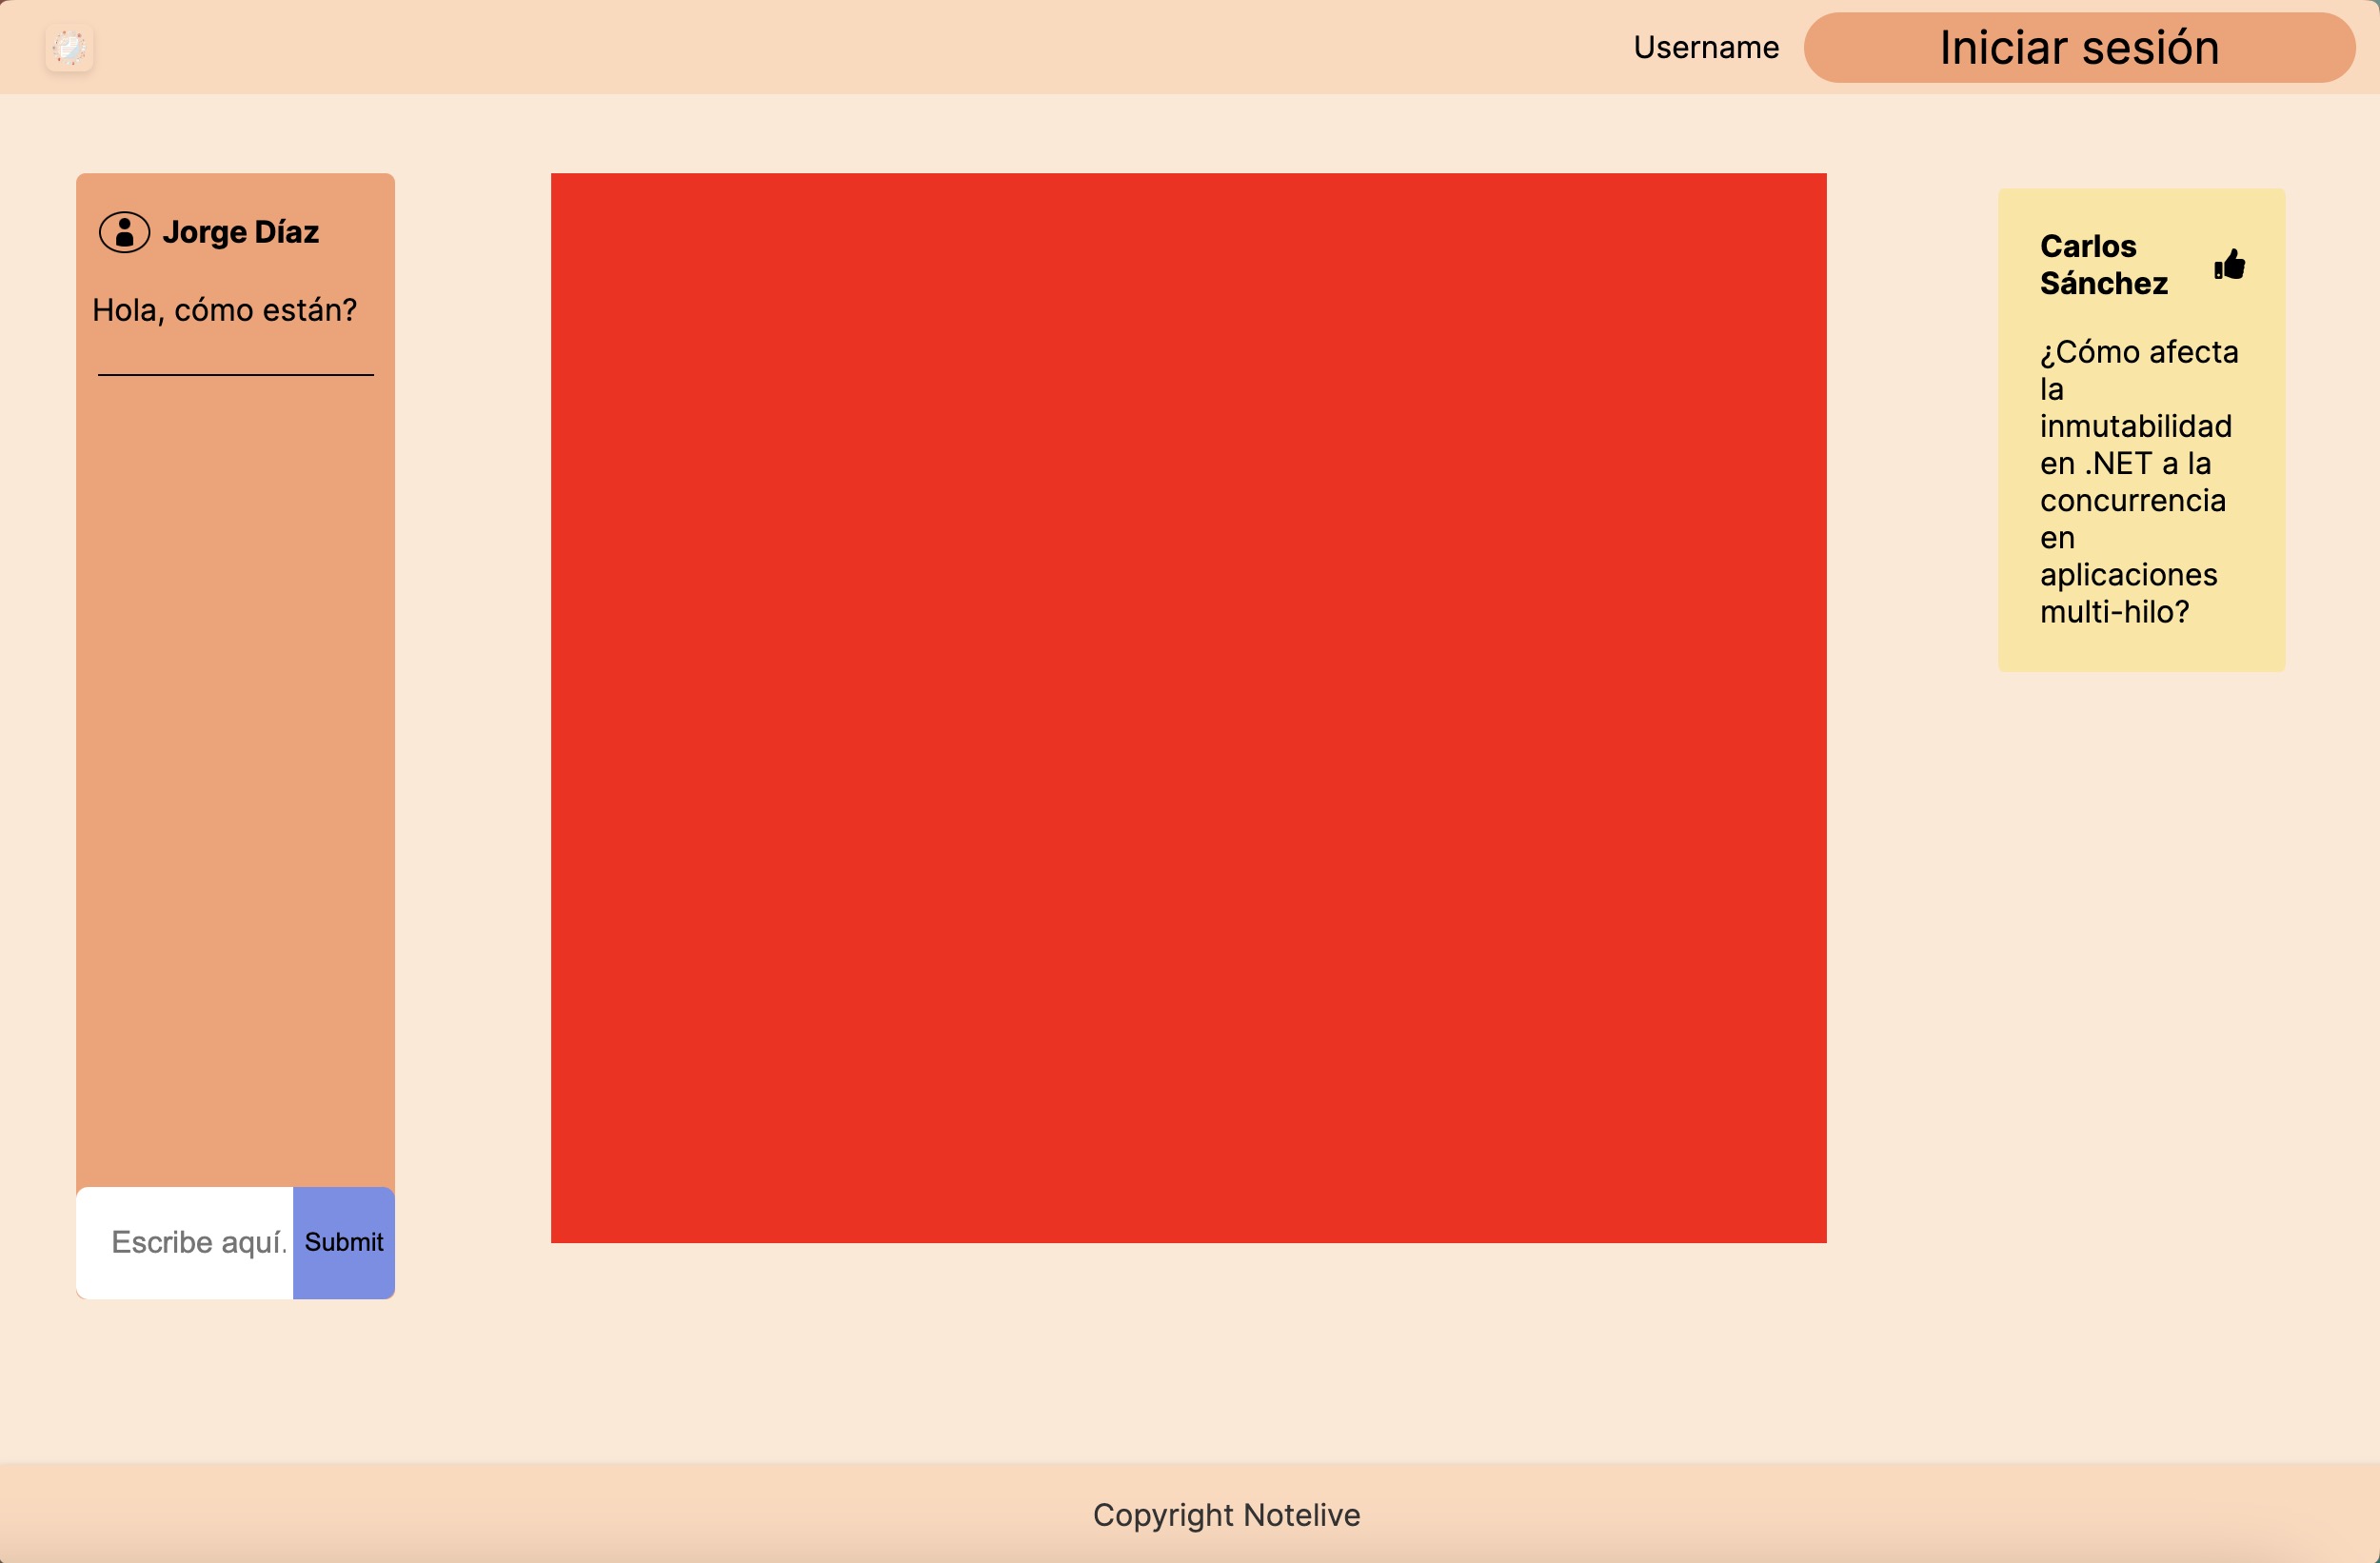 Username
Iniciar sesión
Jorge Díaz
Hola, cómo están?
Escribe aquí.
Submit
Carlos
Sánchez
¿Cómo afecta
la
inmutabilidad
en .NET a la
concurrencia
en
aplicaciones
multi-hilo?
Copyright Notelive